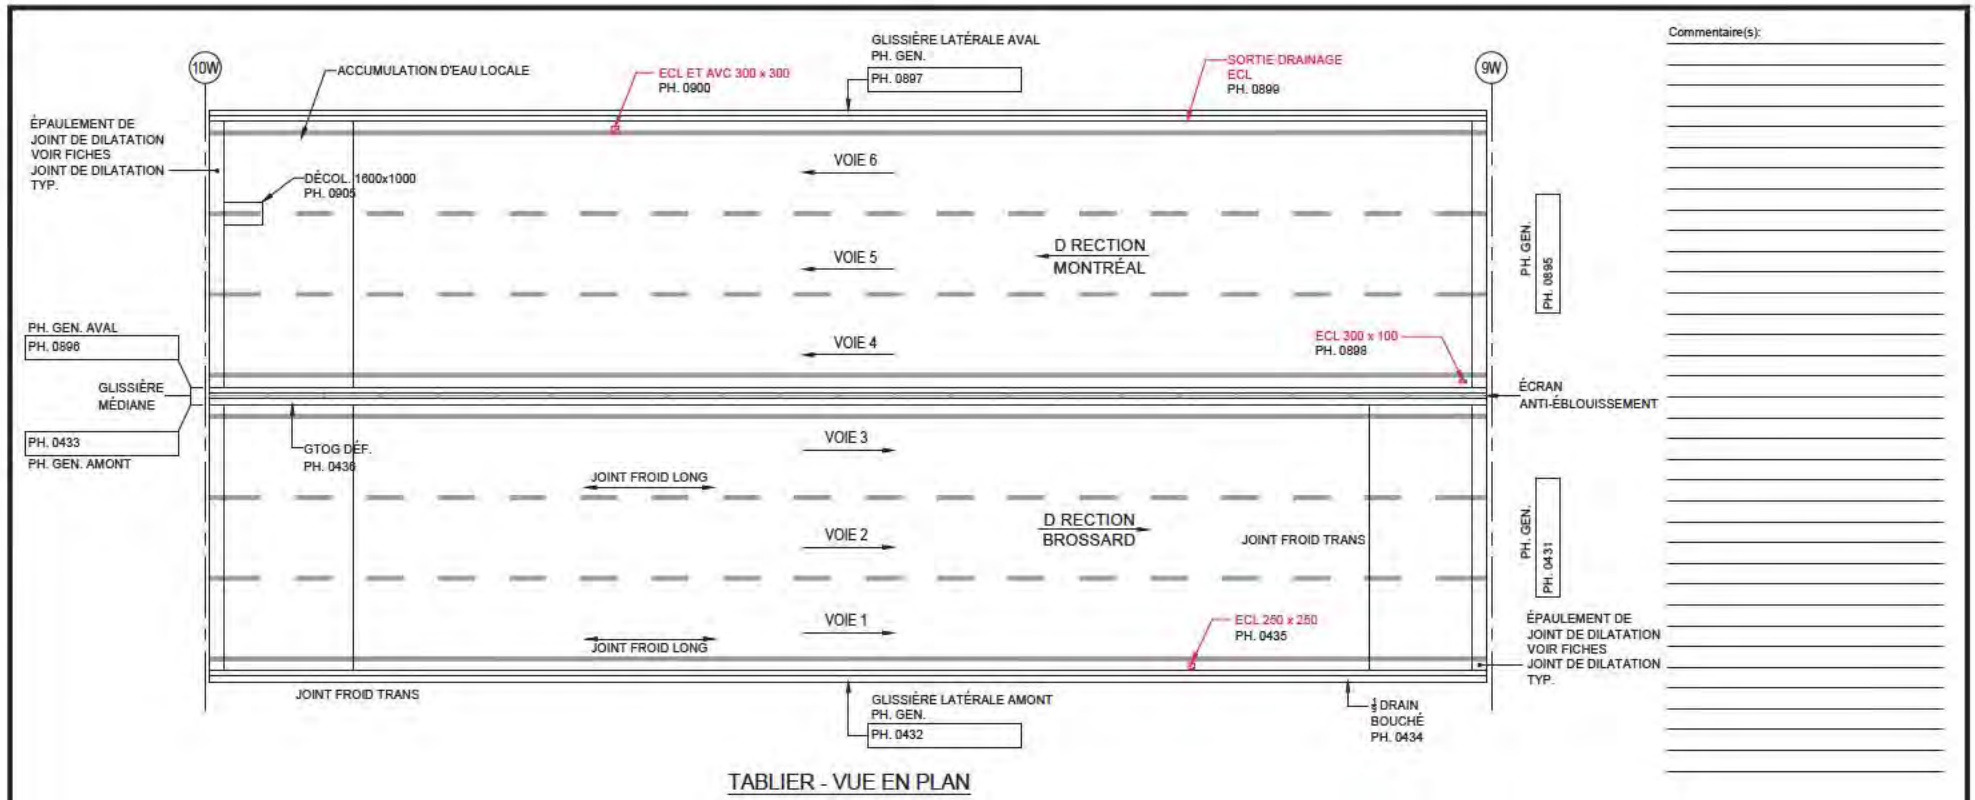 Commentaire(s):
10W
ACCUMULATION D'EAU LOCALE
ECL ET AVC 300 x 300
PH. 0900
GLISSIÈRE LATÉRALE AVAL
PH. GEN.
PH. 0897
SORTIE DRAINAGE
ECL
PH. 0899
9W
ÉPAULEMENT DE
JOINT DE DILATATION
VOIR FICHES
JOINT DE DILATATION
TYP.
DÉCOL. 1600x1000
PH. 0905
VOIE 6
VOIE 5
D RECTION
MONTRÉAL
PH. GEN.
PH. 0895
PH. GEN. AVAL
PH. 0896
VOIE 4
ECL 300 x 100
PH. 0898
GLISSIÈRE
MÉDIANE
ÉCRAN
ANTI-ÉBLOUISSEMENT
PH. 0433
PH. GEN. AMONT
GTOG DÉF.
PH. 0436
VOIE 3
JOINT FROID LONG
VOIE 2
D RECTION
BROSSARD
JOINT FROID TRANS
PH. GEN.
PH. 0431
VOIE 1
JOINT FROID LONG
ECL 250 x 250
PH. 0435
ÉPAULEMENT DE
JOINT DE DILATATION
VOIR FICHES
JOINT DE DILATATION
TYP.
JOINT FROID TRANS
GLISSIÈRE LATÉRALE AMONT
PH. GEN.
PH. 0432
DRAIN
BOUCHÉ
PH. 0434
TABLIER - VUE EN PLAN